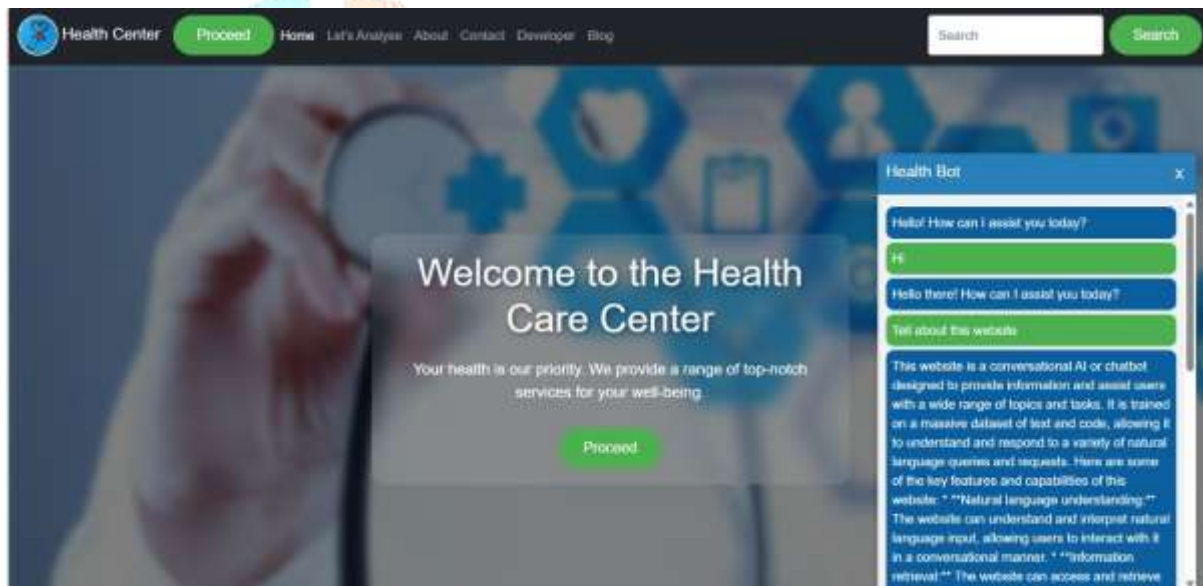 Health Center
Proceed
Home Let's Analyse About Contact Developer Blog
Search
Search
Welcome to the Health
Care Center
Your health is our priority. We provide a range of top-notch
services for your well-being.
Proceed
Health Bot
X
Hello! How can I assist you today?
Hi
Hello there! How can I assist you today?
Tell about this website
This website is a conversational AI or chatbot
designed to provide information and assist users
with a wide range of topics and tasks. It is trained
on a massive dataset of text and code, allowing it
to understand and respond to a variety of natural
language queries and requests. Here are some
of the key features and capabilities of this
website: * **Natural language understanding:**
The website can understand and interpret natural
language input, allowing users to interact with it
in a conversational manner. * **Information
retrieval:** The website can access and retrieve